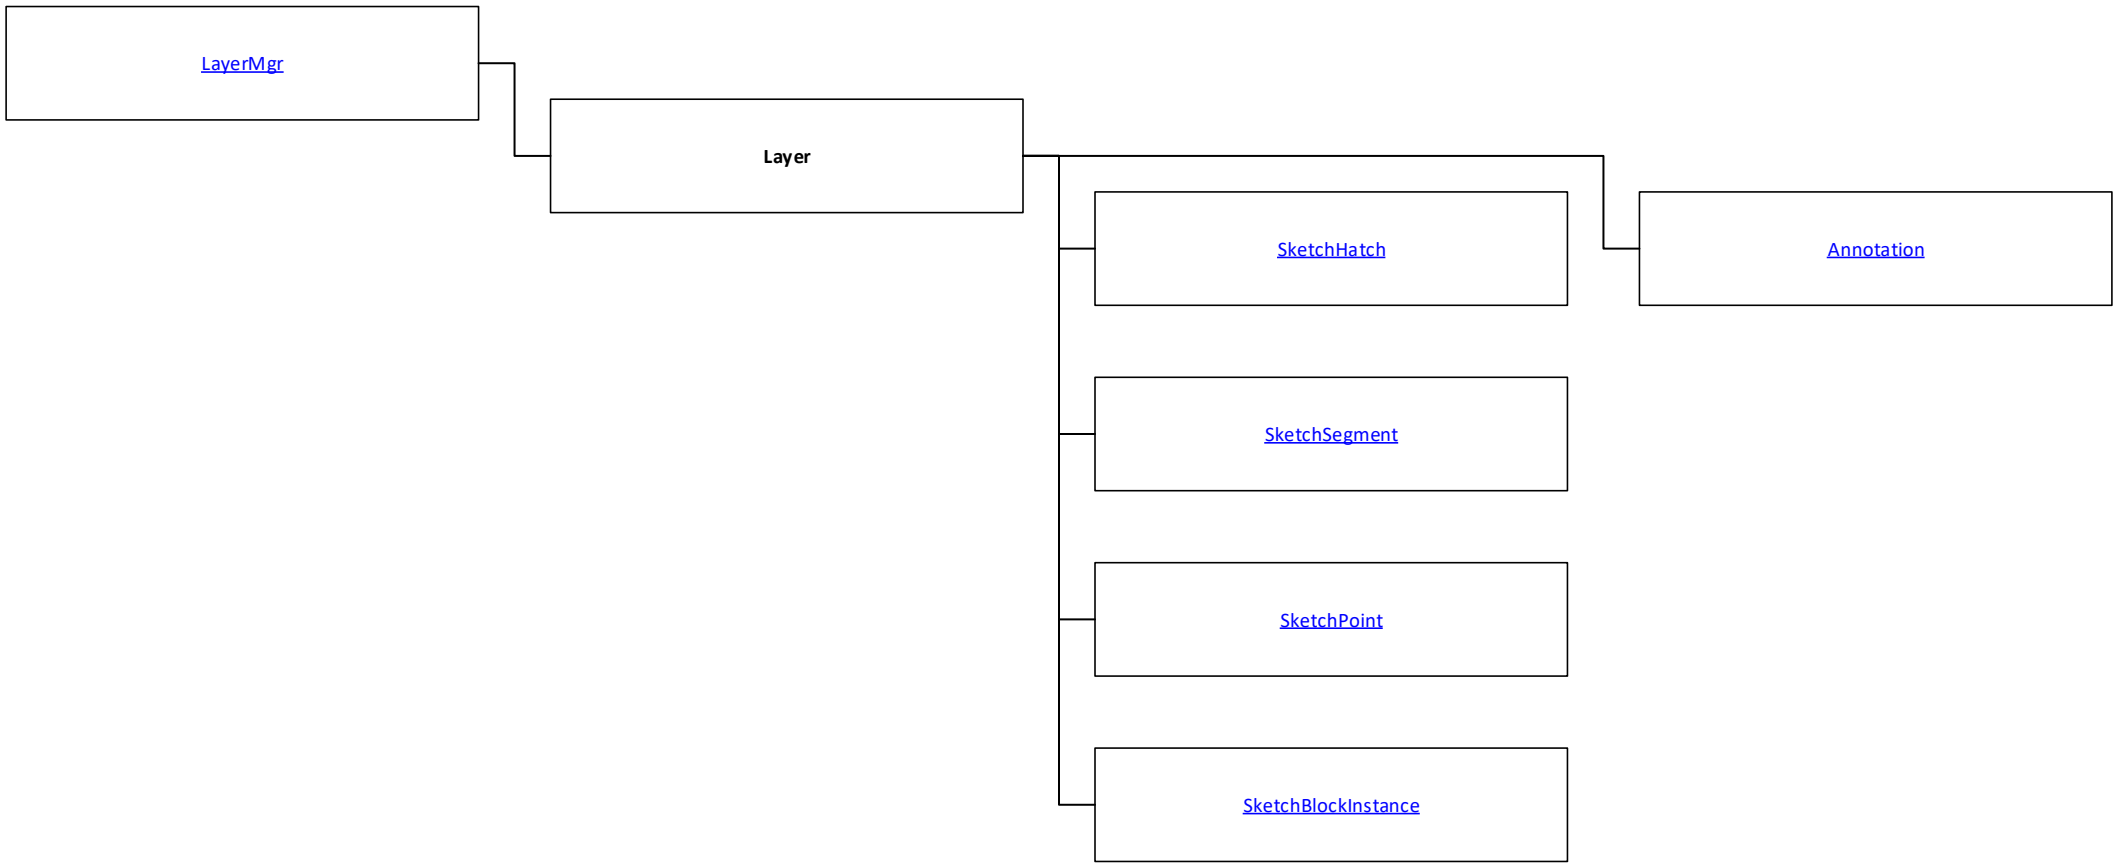 LayerMgr
Layer
SketchHatch
Annotation
SketchSegment
SketchPoint
SketchBlockInstance